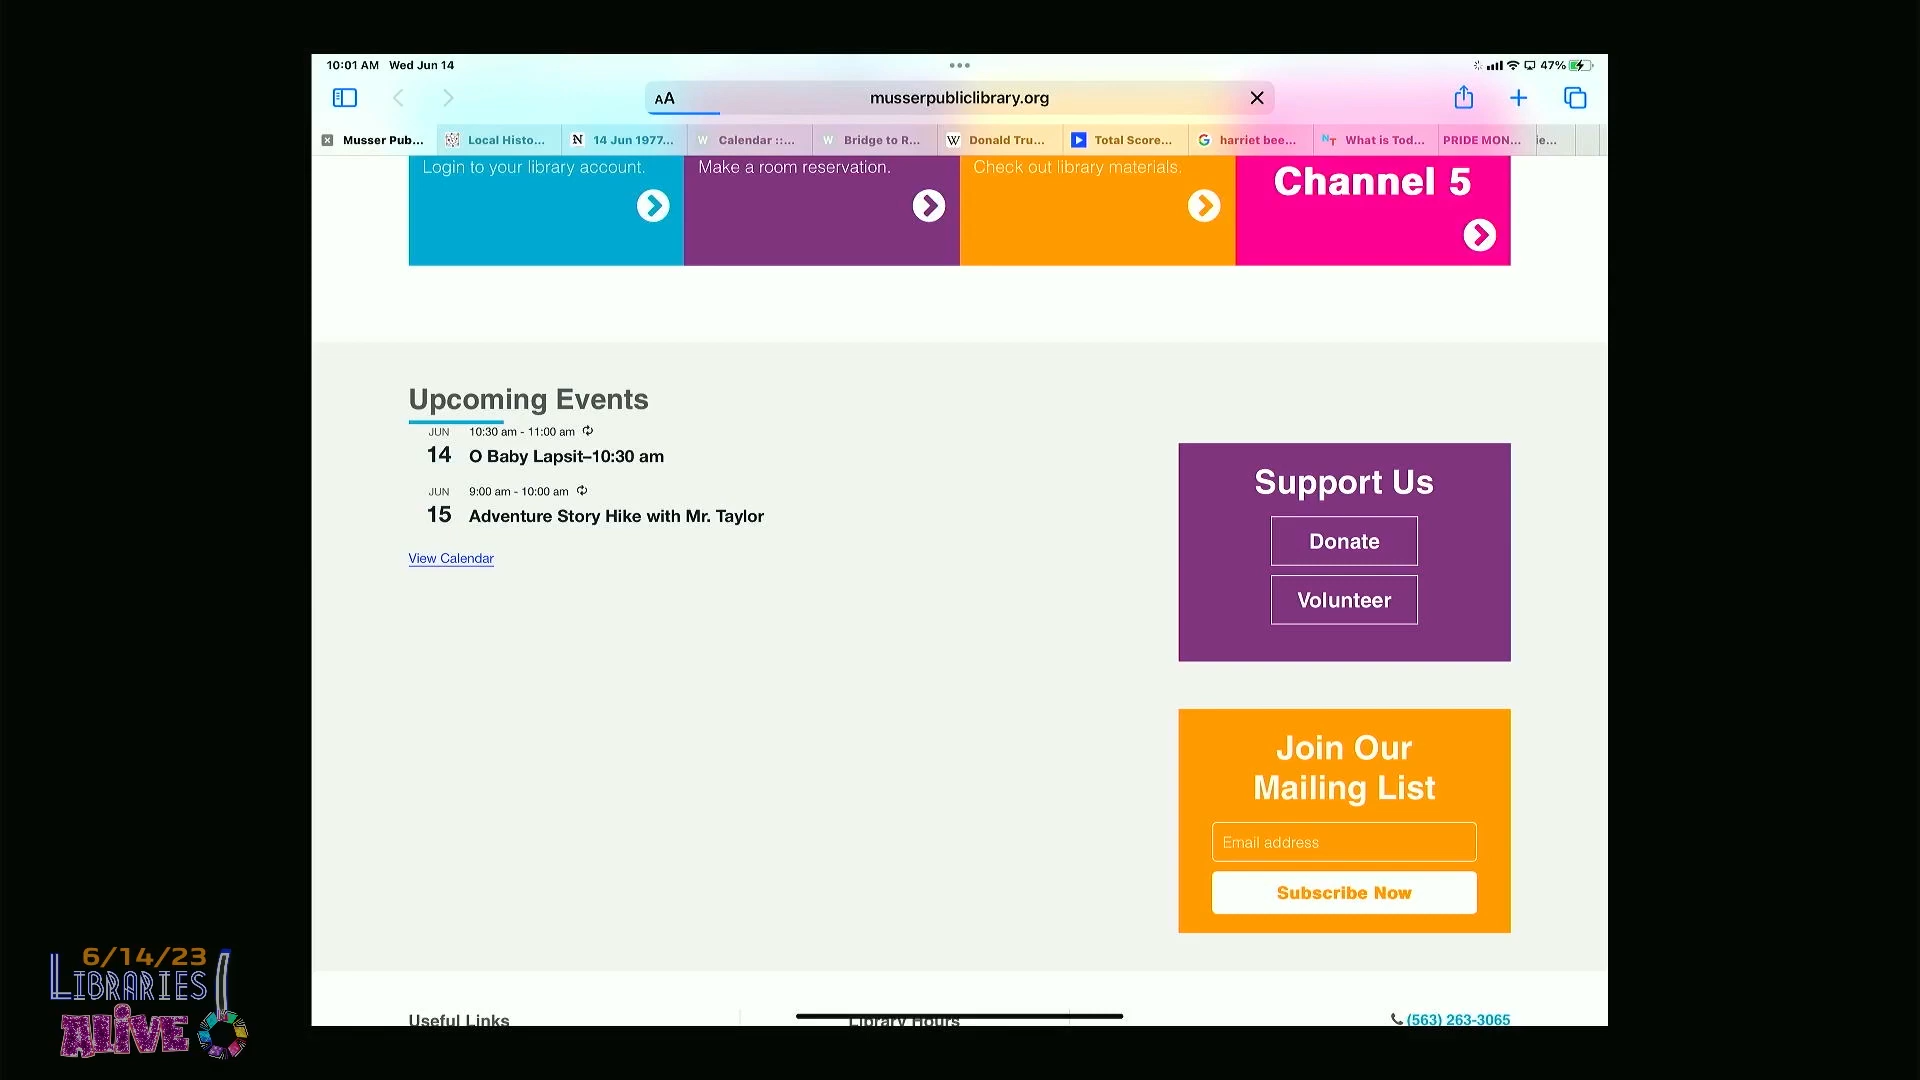 10:01 AM Wed Jun 14
47%
AA
musserpubliclibrary.org
Musser Pub...
Local Histo...
N 14 Jun 1977...
W Calendar ::...
W Bridge to R...
W Donald Tru...
Total Score...
G harriet bee...
NT What is Tod...
PRIDE MON...
ie...
Login to your library account.
Make a room reservation.
Check out library materials.
Channel 5
Upcoming Events
JUN 10:30 am - 11:00 am
14 O Baby Lapsit–10:30 am
JUN 9:00 am - 10:00 am
15 Adventure Story Hike with Mr. Taylor
View Calendar
Support Us
Donate
Volunteer
Join Our
Mailing List
Email address
Subscribe Now
Useful Links
Library Hours
(563) 263-3065
6/14/23
LIBRARIES
ALIVE